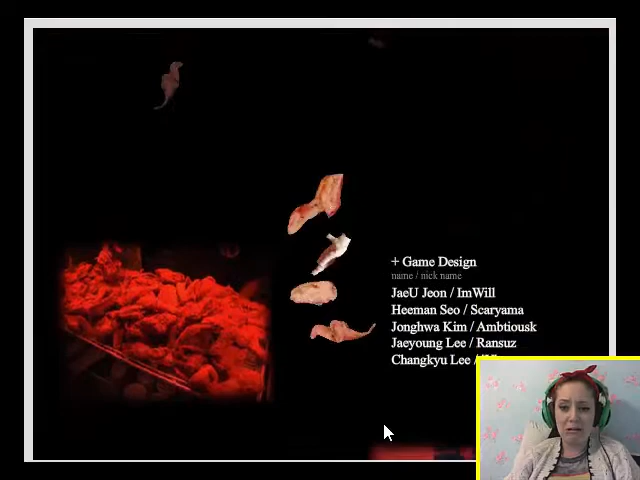 + Game Design
name / nick name
JaeU Jeon / ImWill
Heeman Seo / Scaryama
Jonghwa Kim / Ambtiousk
Jaeyoung Lee / Ransuz
Changkyu Lee /